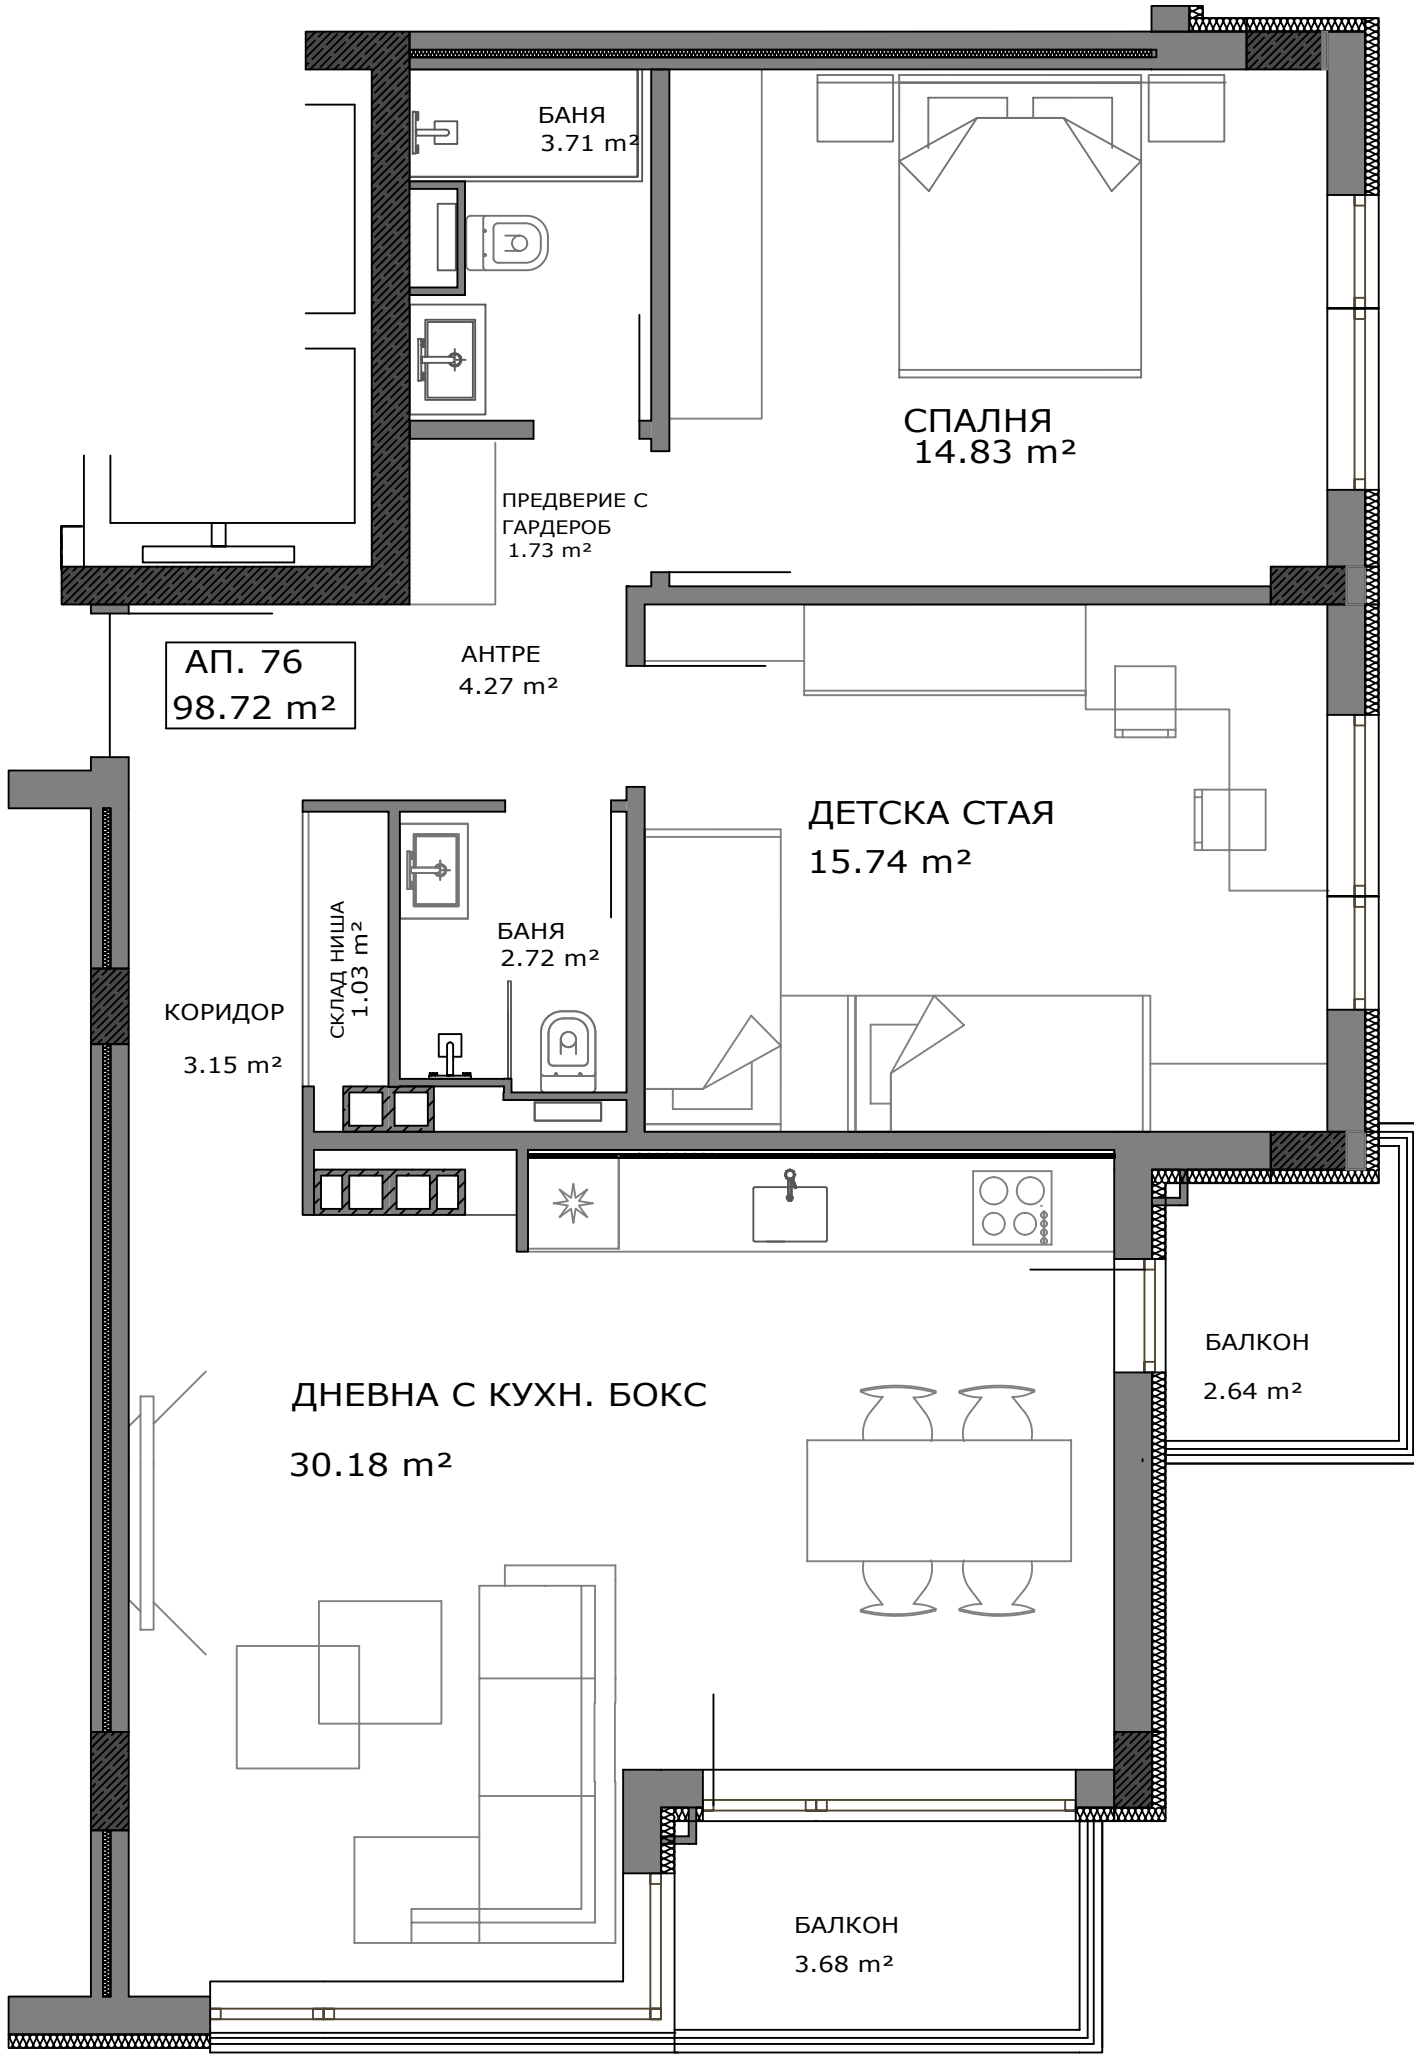 БАНЯ
3.71 m²
СПАЛНЯ
14.83 m²
ПРЕДВЕРИЕ С
ГАРДЕРОБ
1.73 m²
АП. 76
98.72 m²
АНТРЕ
4.27 m²
ДЕТСКА СТАЯ
15.74 m²
БАНЯ
2.72 m²
СКЛАД НИША
1.03 m²
КОРИДОР
3.15 m²
БАЛКОН
2.64 m²
ДНЕВНА С КУХН. БОКС
30.18 m²
БАЛКОН
3.68 m²